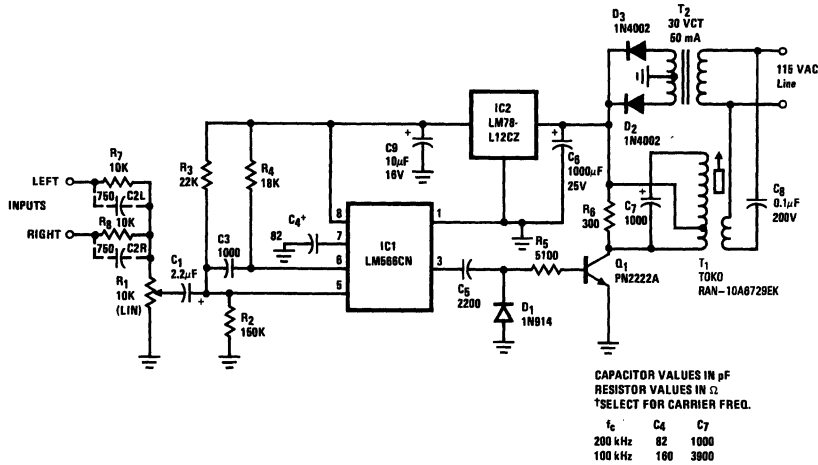 D3
1N4002
T2
30 VCT
50 mA
115 VAC
Line
IC2
LM78-
L12CZ
D2
1N4002
C9
10μF
16V
C6
1000μF
25V
R3
22K
R4
18K
R7
10K
LEFT
750
C2L
INPUTS
R8
10K
RIGHT
750
C2R
R1
10K
(LIN)
C1
2.2μF
+
C3
1000
82
C4+
8
7
6
5
1
3
IC1
LM566CN
R2
150K
C5
2200
D1
1N914
R5
5100
R6
300
+
C7
1000
Q1
PN2222A
C8
0.1μF
200V
T1
TOKO
RAN-10A6729EK
+
+
CAPACITOR VALUES IN pF
RESISTOR VALUES IN Ω
†SELECT FOR CARRIER FREQ.
fc C4 C7
200 kHz 82 1000
100 kHz 160 3900